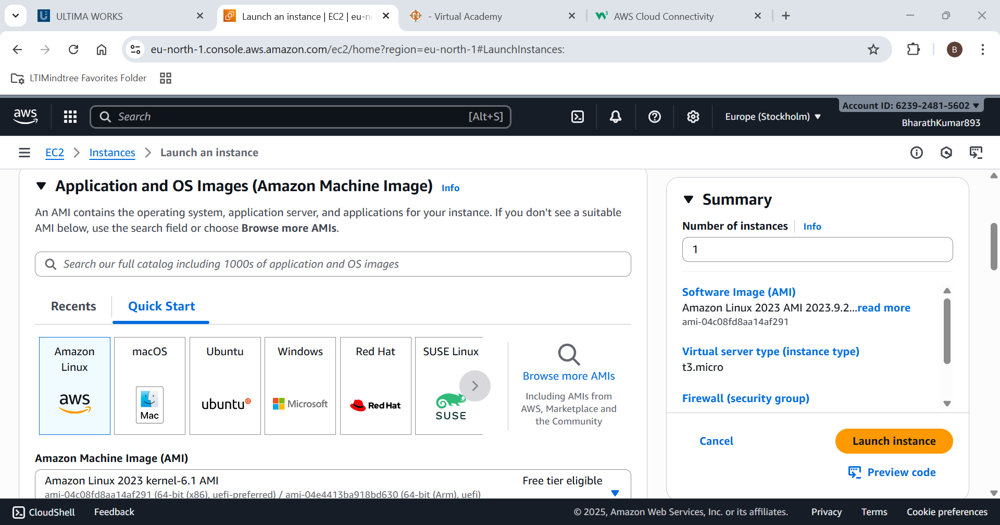 ULTIMA WORKS
Launch an instance | EC2 | eu-n
- Virtual Academy
AWS Cloud Connectivity
eu-north-1.console.aws.amazon.com/ec2/home?region=eu-north-1#LaunchInstances:
B
LTIMindtree Favorites Folder
aws
Search
[Alt+S]
Europe (Stockholm)
Account ID: 6239-2481-5602
BharathKumar893
EC2
Instances
Launch an instance
Application and OS Images (Amazon Machine Image) Info
An AMI contains the operating system, application server, and applications for your instance. If you don't see a suitable
AMI below, use the search field or choose Browse more AMIs.
Search our full catalog including 1000s of application and OS images
Recents
Quick Start
Amazon
Linux
aws
macOS
Mac
Ubuntu
ubuntu
Windows
Microsoft
Red Hat
Red Hat
SUSE Linux
SUSE
Browse more AMIs
Including AMIs from
AWS, Marketplace and
the Community
Amazon Machine Image (AMI)
Amazon Linux 2023 kernel-6.1 AMI
Free tier eligible
ami-04c08fd8aa14af291 (64-bit (x86), uefi-preferred) / ami-04e4413ba918bd630 (64-bit (Arm), uefi)
Summary
Number of instances
Info
1
Software Image (AMI)
Amazon Linux 2023 AMI 2023.9.2...read more
ami-04c08fd8aa14af291
Virtual server type (instance type)
t3.micro
Firewall (security group)
Cancel
Launch instance
Preview code
CloudShell
Feedback
© 2025, Amazon Web Services, Inc. or its affiliates.
Privacy
Terms
Cookie preferences